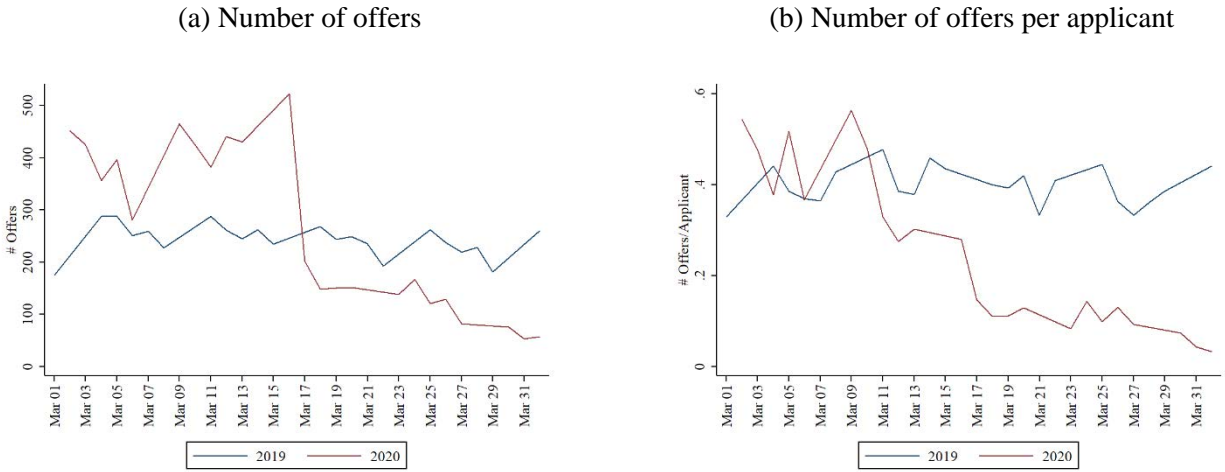 (a) Number of offers
(b) Number of offers per applicant
# Offers
500
400
300
200
100
0
Mar 01
Mar 03
Mar 05
Mar 07
Mar 09
Mar 11
Mar 13
Mar 15
Mar 17
Mar 19
Mar 21
Mar 23
Mar 25
Mar 27
Mar 29
Mar 31
2019
2020
# Offers/Applicant
.6
.4
.2
0
Mar 01
Mar 03
Mar 05
Mar 07
Mar 09
Mar 11
Mar 13
Mar 15
Mar 17
Mar 19
Mar 21
Mar 23
Mar 25
Mar 27
Mar 29
Mar 31
2019
2020